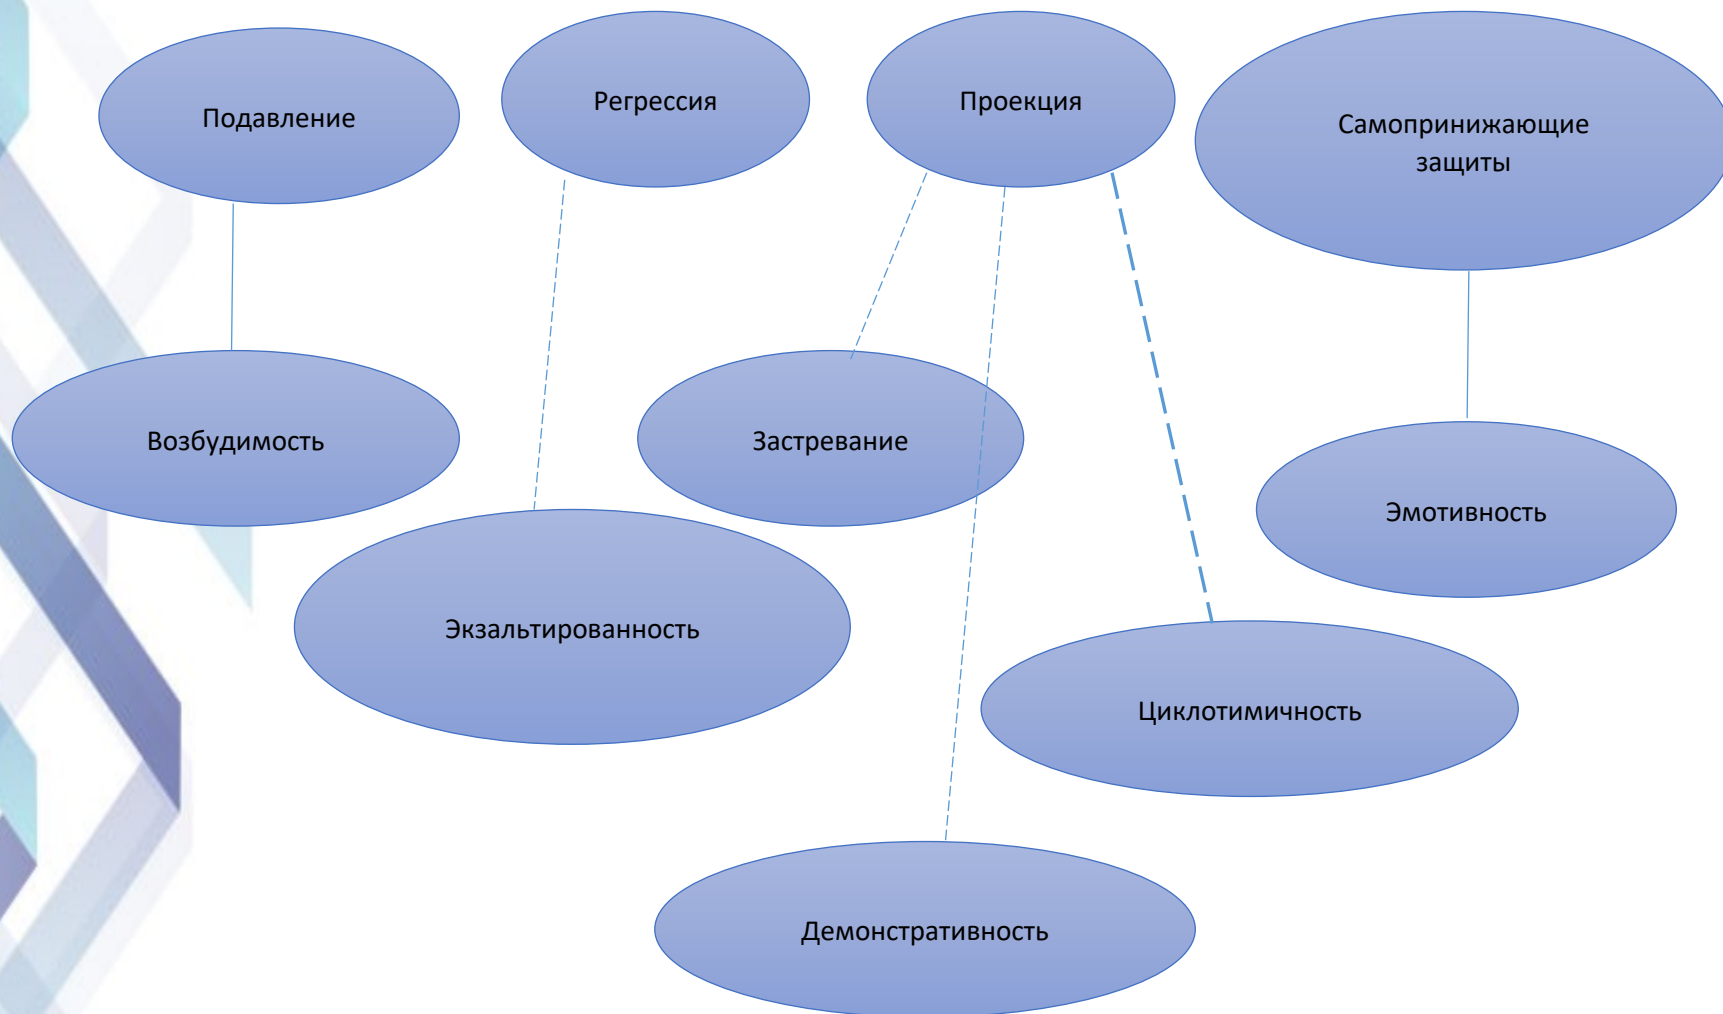 Подавление
Регрессия
Проекция
Самопринижающие
защиты
Возбудимость
Застревание
Эмотивность
Экзальтированность
Циклотимичность
Демонстративность